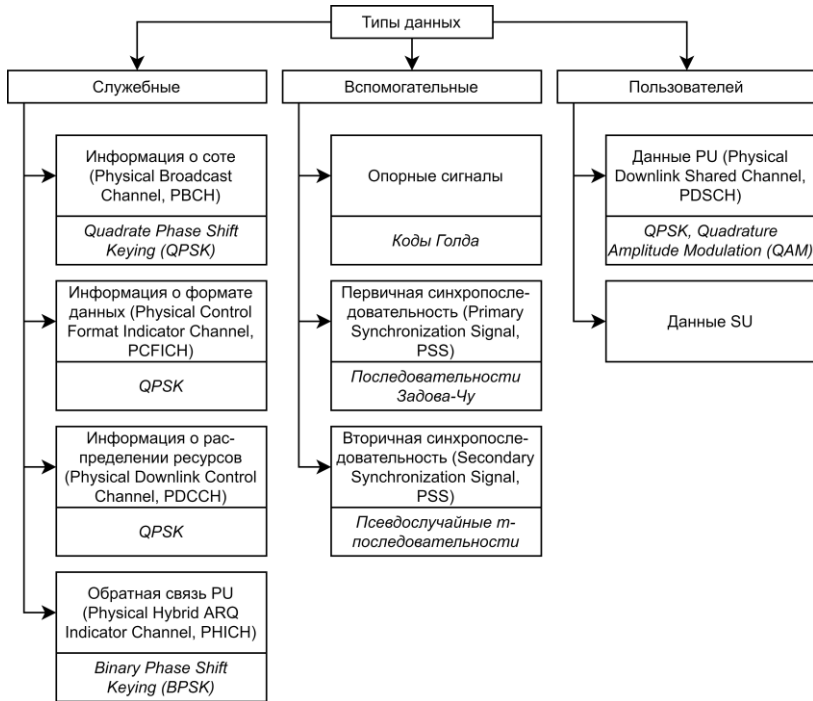 Типы данных
Служебные
Вспомогательные
Пользователей
Информация о соте
(Physical Broadcast
Channel, PBCH)
Quadrate Phase Shift
Keying (QPSK)
Информация о формате
данных (Physical Control
Format Indicator Channel,
PCFICH)
QPSK
Информация о рас-
пределении ресурсов
(Physical Downlink Control
Channel, PDCCH)
QPSK
Обратная связь PU
(Physical Hybrid ARQ
Indicator Channel, PHICH)
Binary Phase Shift
Keying (BPSK)
Опорные сигналы
Коды Голда
Первичная синхропосле-
довательность (Primary
Synchronization Signal,
PSS)
Последовательности
Задова-Чу
Вторичная синхропосле-
довательность (Secondary
Synchronization Signal,
PSS)
Псевдослучайные m-
последовательности
Данные PU (Physical
Downlink Shared Channel,
PDSCH)
QPSK, Quadrature
Amplitude Modulation (QAM)
Данные SU